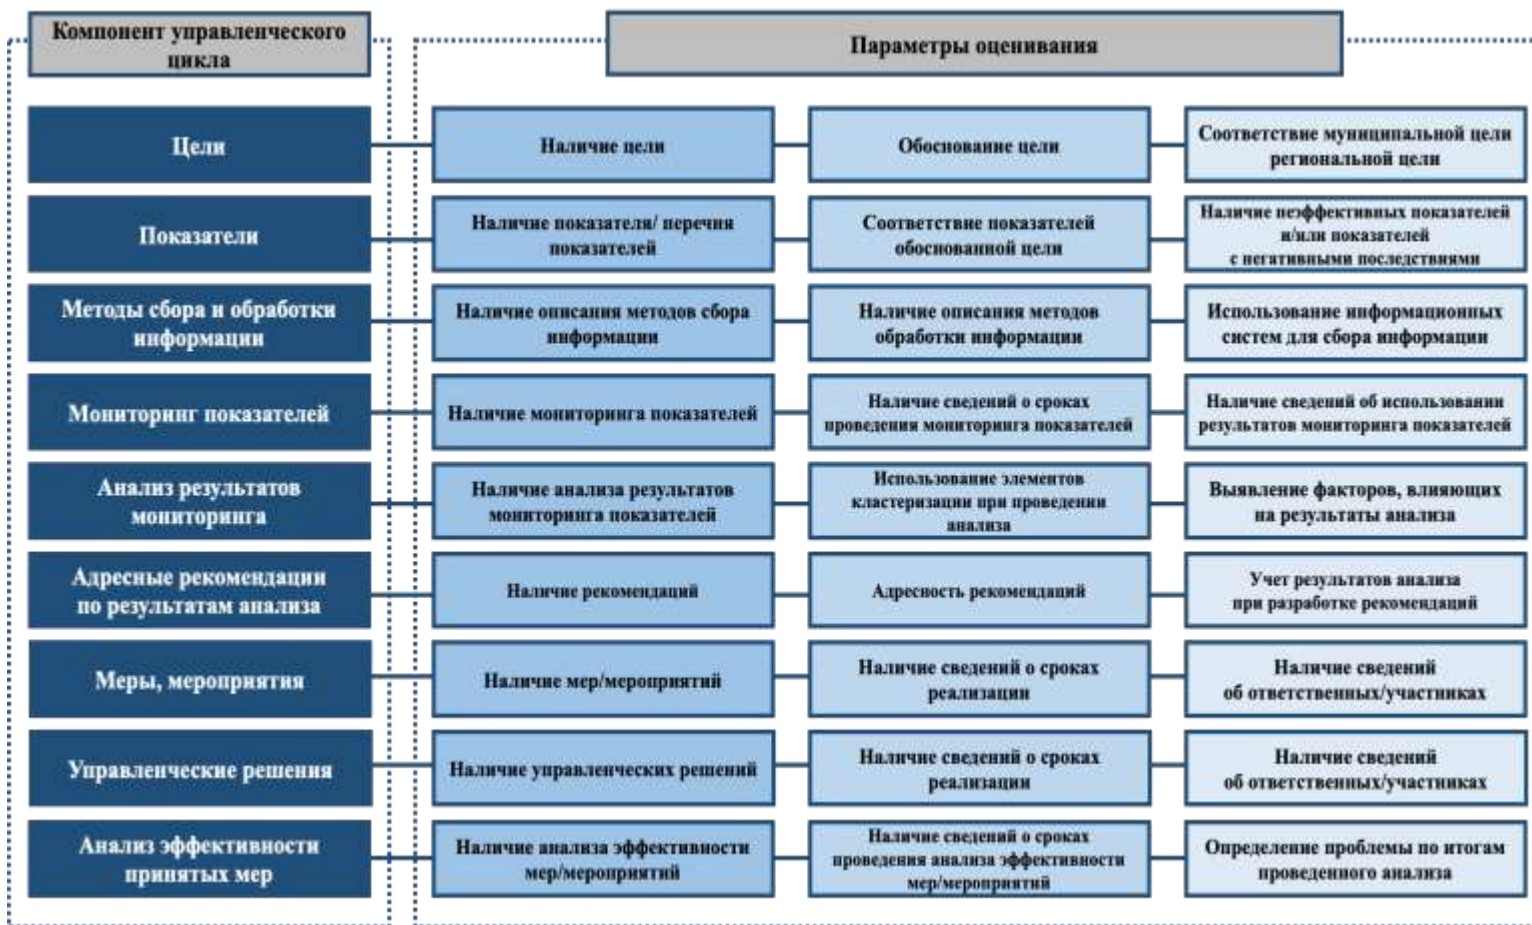 Компонент управленческого
цикла
Параметры оценивания
Цели
Наличие цели
Обоснование цели
Соответствие муниципальной цели
региональной цели
Показатели
Наличие показателя/ перечня
показателей
Соответствие показателей
обоснованной цели
Наличие неэффективных показателей
и/или показателей
с негативными последствиями
Методы сбора и обработки
информации
Наличие описания методов сбора
информации
Наличие описания методов
обработки информации
Использование информационных
систем для сбора информации
Мониторинг показателей
Наличие мониторинга показателей
Наличие сведений о сроках
проведения мониторинга показателей
Наличие сведений об использовании
результатов мониторинга показателей
Анализ результатов
мониторинга
Наличие анализа результатов
мониторинга показателей
Использование элементов
кластеризации при проведении
анализа
Выявление факторов, влияющих
на результаты анализа
Адресные рекомендации
по результатам анализа
Наличие рекомендаций
Адресность рекомендаций
Учет результатов анализа
при разработке рекомендаций
Меры, мероприятия
Наличие мер/мероприятий
Наличие сведений о сроках
реализации
Наличие сведений
об ответственных/участниках
Управленческие решения
Наличие управленческих решений
Наличие сведений о сроках
реализации
Наличие сведений
об ответственных/участниках
Анализ эффективности
принятых мер
Наличие анализа эффективности
мер/мероприятий
Наличие сведений о сроках
проведения анализа эффективности
мер/мероприятий
Определение проблемы по итогам
проведенного анализа